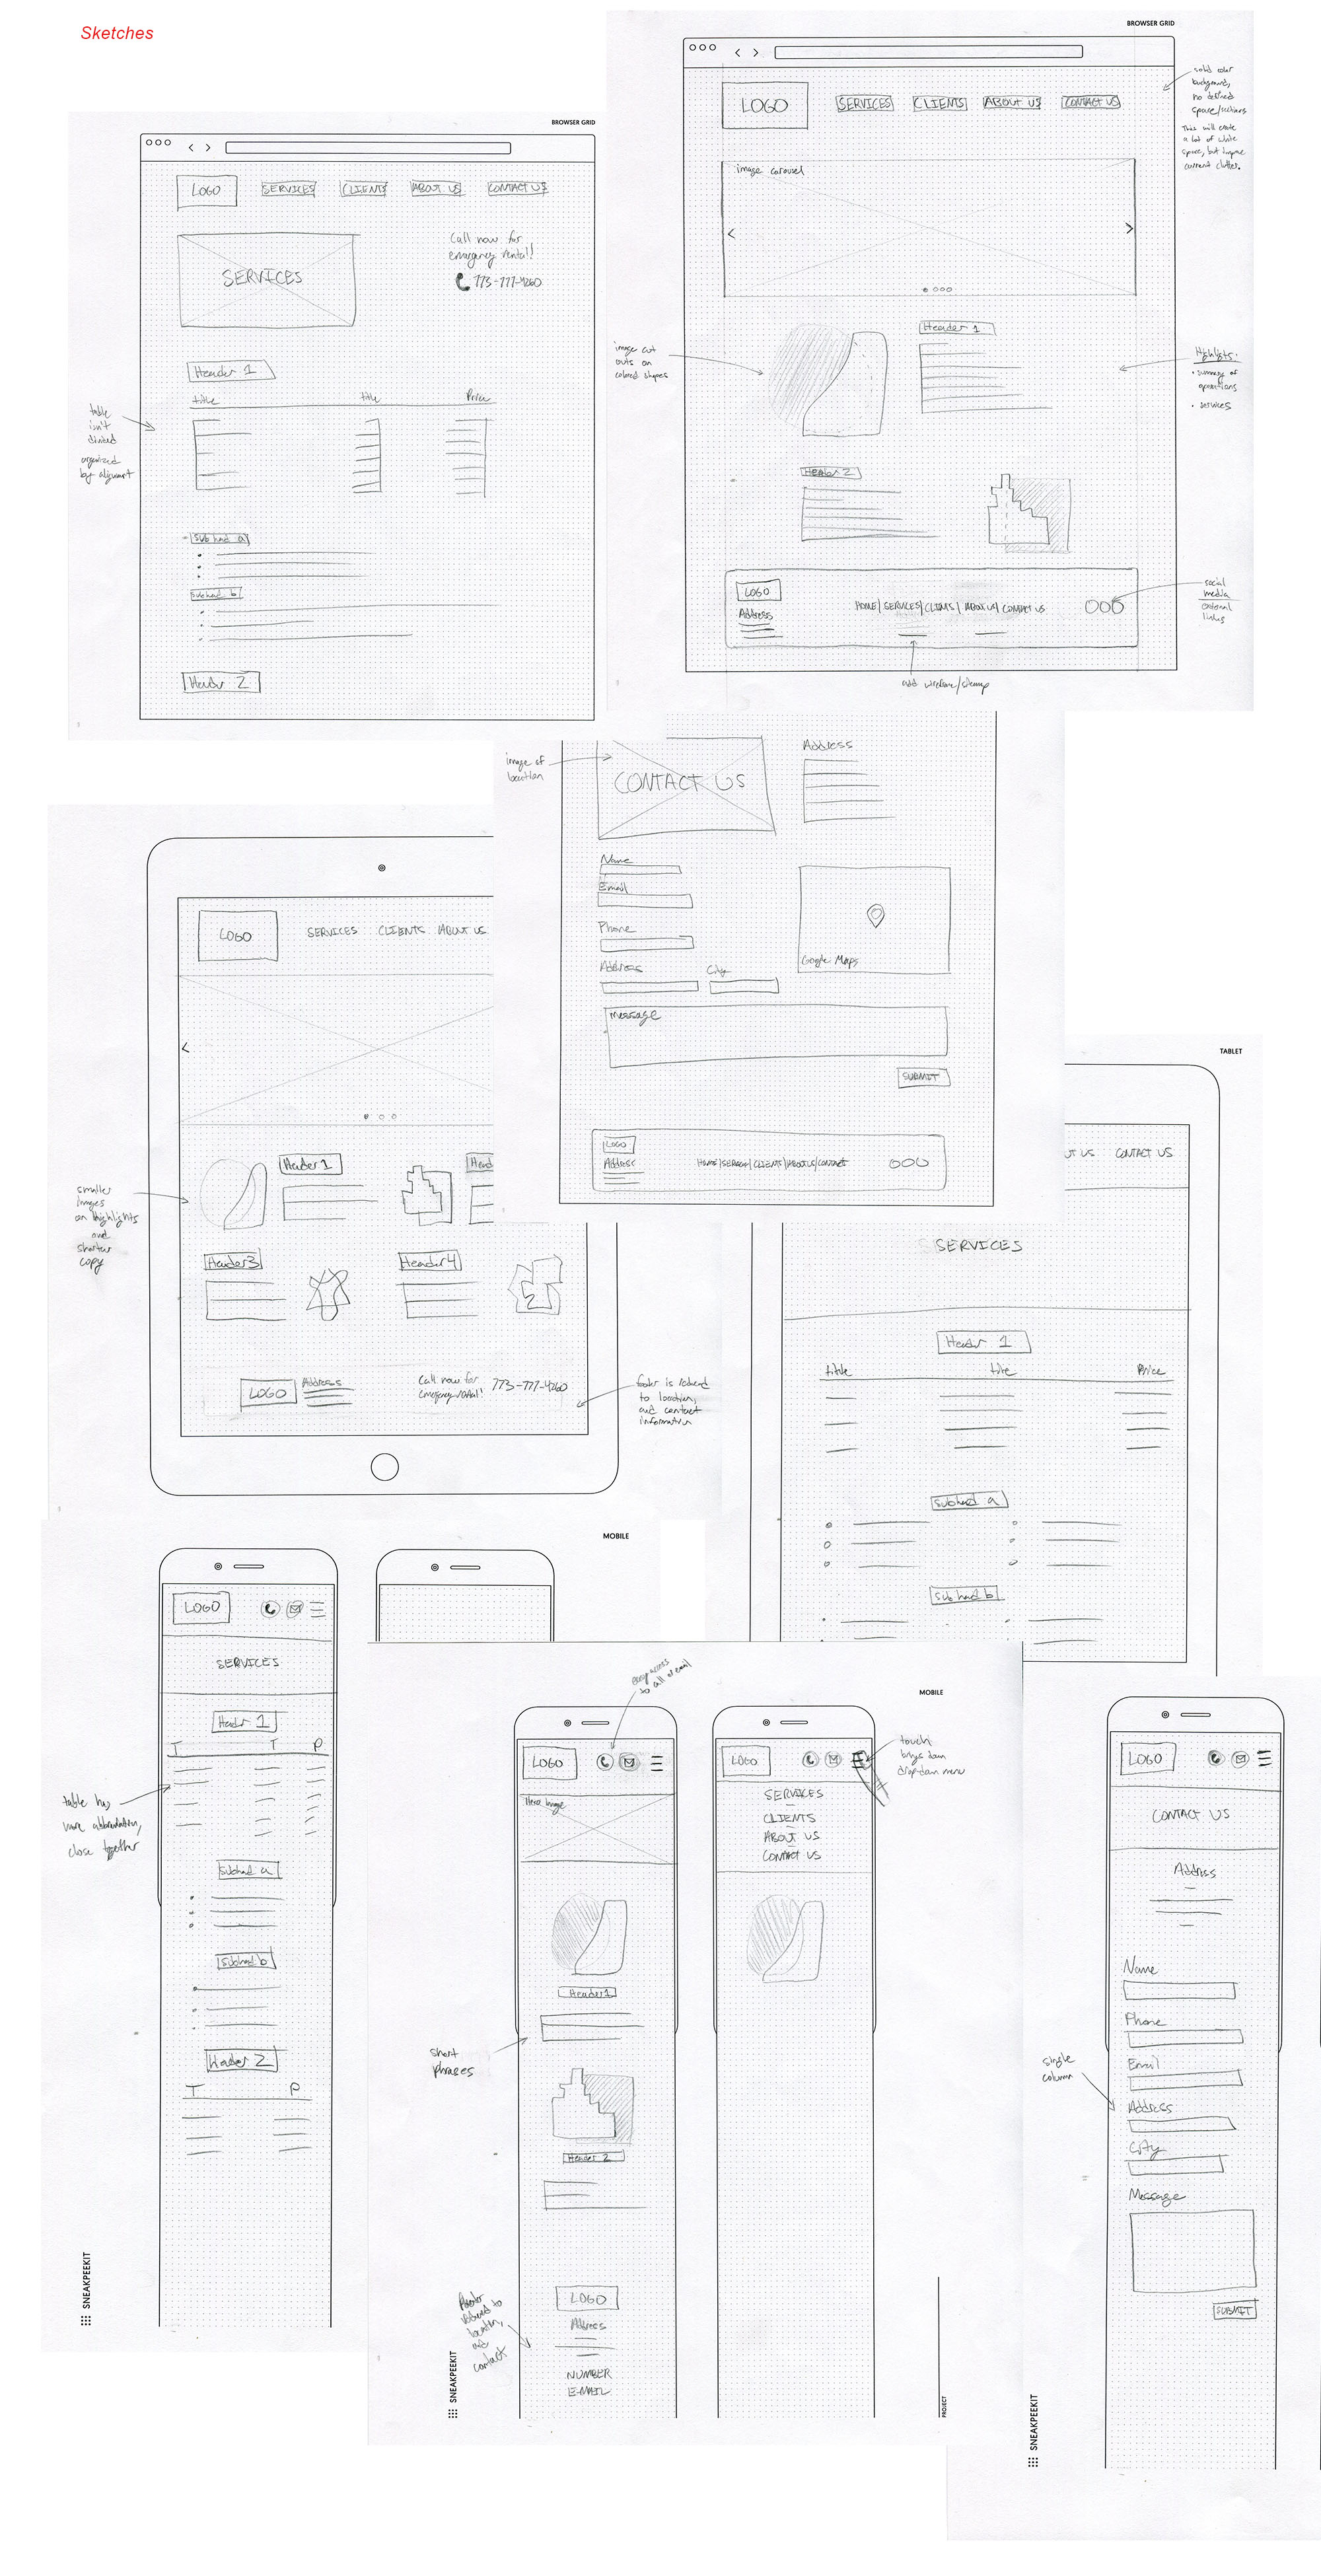 Sketches
BROWSER GRID
LOGO
SERVICES
CLIENTS
ABOUT US
CONTACT US
solid color
background,
no defined
space/sections
This will create
a lot of white
space, but improve
current clutter.
image carousel
image cut
outs on
colored shapes
Header 1
Highlights:
• summary of
operations
• services
Header 2
LOGO
Address
HOME| SERVICES| CLIENTS| ABOUT US| CONTACT US
social
media
external
links
BROWSER GRID
LOGO
SERVICES
CLIENTS
ABOUT US
CONTACT US
SERVICES
Call now for
emergency rental!
773-777-4260
Header 1
title
title
Price
table
isn't
divided
organized
by alignment
Subhead a
Subhead b
Header 2
image of
location
CONTACT US
Address
Name
Email
Phone
Address
City
Google Maps
message
SUBMIT
LOGO
Address
HOME|SERVICES|CLIENTS|ABOUT US|CONTACT
LOGO
SERVICES
CLIENTS
ABOUT US
smaller
images
on highlights
and
shorter
copy
Header 1
Head
Header 3
Header 4
LOGO
Address
Call now for
emergency rental!
773-777-4260
footer is reduced
to location,
and contact
information
TABLET
UT US
CONTACT US
SERVICES
Header 1
title
title
Price
Subhead a
Subhead b
MOBILE
LOGO
SERVICES
Header 1
T
T
P
table has
more abbreviation,
close together
Subhead a
Subhead b
Header 2
T
P
SNEAKPEEKIT
MOBILE
easy access
to call or email
LOGO
Hero Image
Header 1
short
phrases
Header 2
LOGO
Address
NUMBER
E-MAIL
footer
reduced to
location,
and
contact
SNEAKPEEKIT
LOGO
touch
brings down
drop-down menu
SERVICES
CLIENTS
ABOUT US
CONTACT US
PROJECT
LOGO
CONTACT US
Address
Name
Phone
Email
single
column
Address
City
Message
SUBMIT
SNEAKPEEKIT